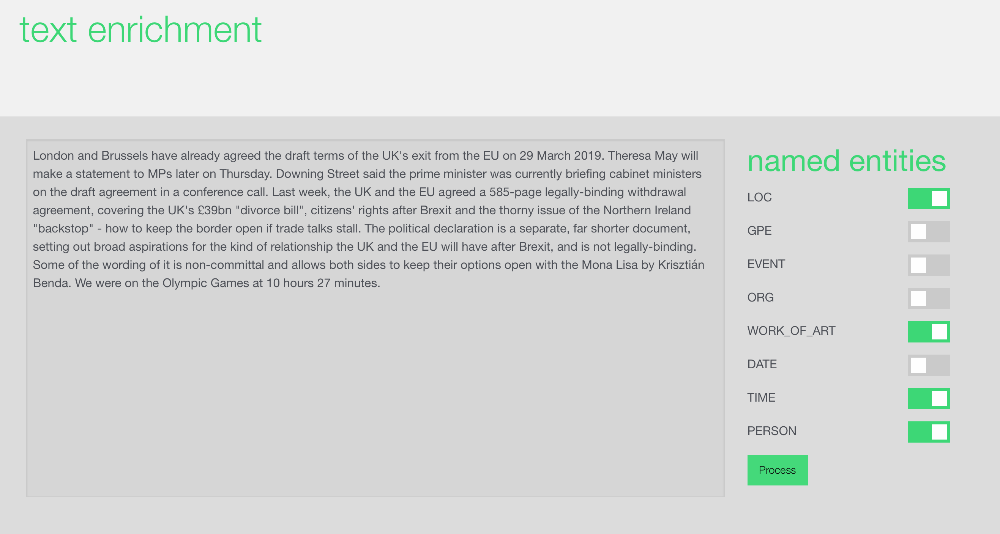 text enrichment
London and Brussels have already agreed the draft terms of the UK's exit from the EU on 29 March 2019. Theresa May will
make a statement to MPs later on Thursday. Downing Street said the prime minister was currently briefing cabinet ministers
on the draft agreement in a conference call. Last week, the UK and the EU agreed a 585-page legally-binding withdrawal
agreement, covering the UK's £39bn "divorce bill", citizens' rights after Brexit and the thorny issue of the Northern Ireland
"backstop" - how to keep the border open if trade talks stall. The political declaration is a separate, far shorter document,
setting out broad aspirations for the kind of relationship the UK and the EU will have after Brexit, and is not legally-binding.
Some of the wording of it is non-committal and allows both sides to keep their options open with the Mona Lisa by Krisztián
Benda. We were on the Olympic Games at 10 hours 27 minutes.
named entities
LOC
GPE
EVENT
ORG
WORK_OF_ART
DATE
TIME
PERSON
Process